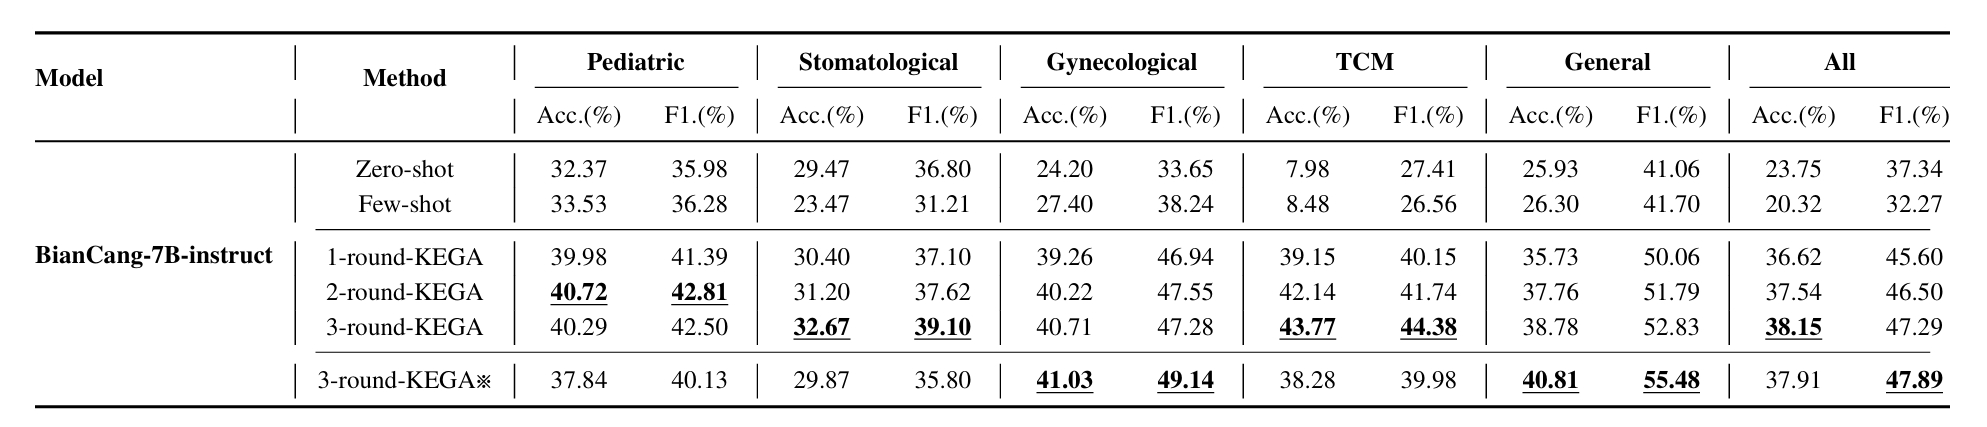 Model Method Pediatric Stomatological Gynecological TCM General All
Acc.(%) F1.(%) Acc.(%) F1.(%) Acc.(%) F1.(%) Acc.(%) F1.(%) Acc.(%) F1.(%) Acc.(%) F1.(%)
Zero-shot 32.37 35.98 29.47 36.80 24.20 33.65 7.98 27.41 25.93 41.06 23.75 37.34
Few-shot 33.53 36.28 23.47 31.21 27.40 38.24 8.48 26.56 26.30 41.70 20.32 32.27
BianCang-7B-instruct 1-round-KEGA 39.98 41.39 30.40 37.10 39.26 46.94 39.15 40.15 35.73 50.06 36.62 45.60
2-round-KEGA 40.72 42.81 31.20 37.62 40.22 47.55 42.14 41.74 37.76 51.79 37.54 46.50
3-round-KEGA 40.29 42.50 32.67 39.10 40.71 47.28 43.77 44.38 38.78 52.83 38.15 47.29
3-round-KEGA※ 37.84 40.13 29.87 35.80 41.03 49.14 38.28 39.98 40.81 55.48 37.91 47.89